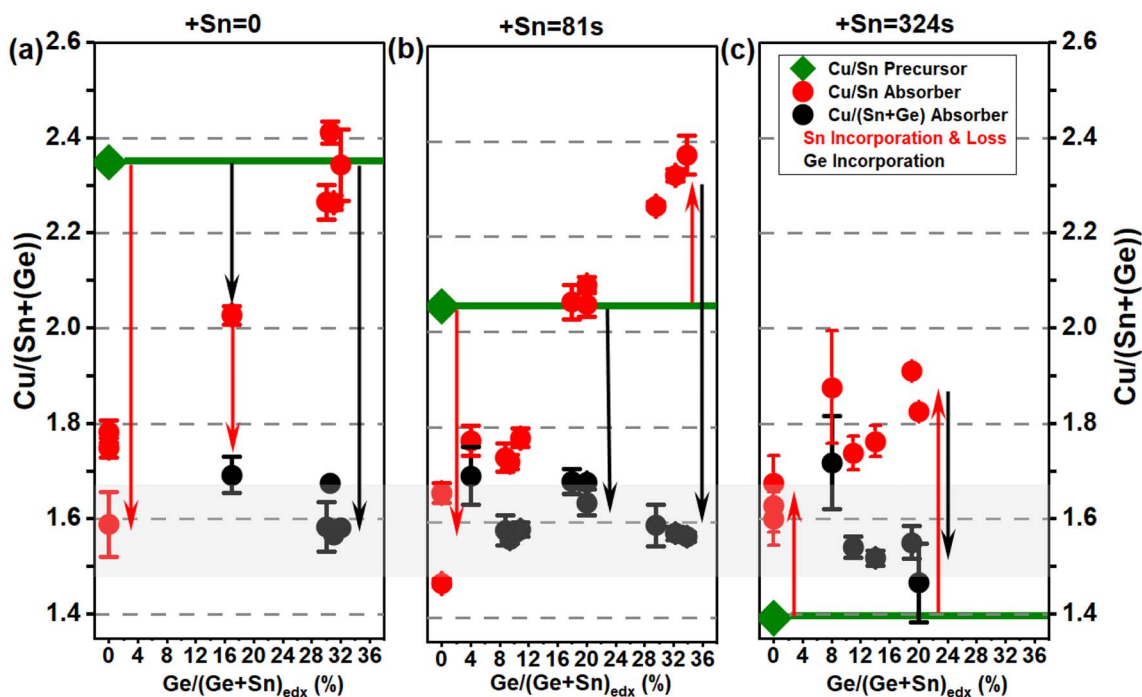 +Sn=0
+Sn=81s
+Sn=324s
(a)
(b)
(c)
Cu/(Sn+(Ge))
2.6
2.4
2.2
2.0
1.8
1.6
1.4
Cu/Sn Precursor
Cu/Sn Absorber
Cu/(Sn+Ge) Absorber
Sn Incorporation & Loss
Ge Incorporation
2.6
2.4
2.2
2.0
1.8
1.6
1.4
Cu/(Sn+(Ge))
0 4 8 12 16 20 24 28 32 36
0 4 8 12 16 20 24 28 32 36
0 4 8 12 16 20 24 28 32 36
Ge/(Ge+Sn)edx (%)
Ge/(Ge+Sn)edx (%)
Ge/(Ge+Sn)edx (%)